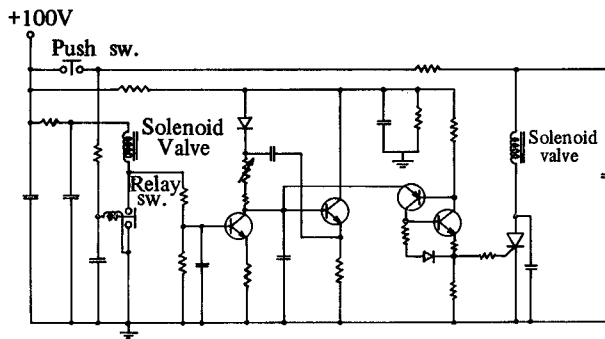 +100V
Push sw.
Solenoid
Valve
Solenoid
valve
Relay
sw.